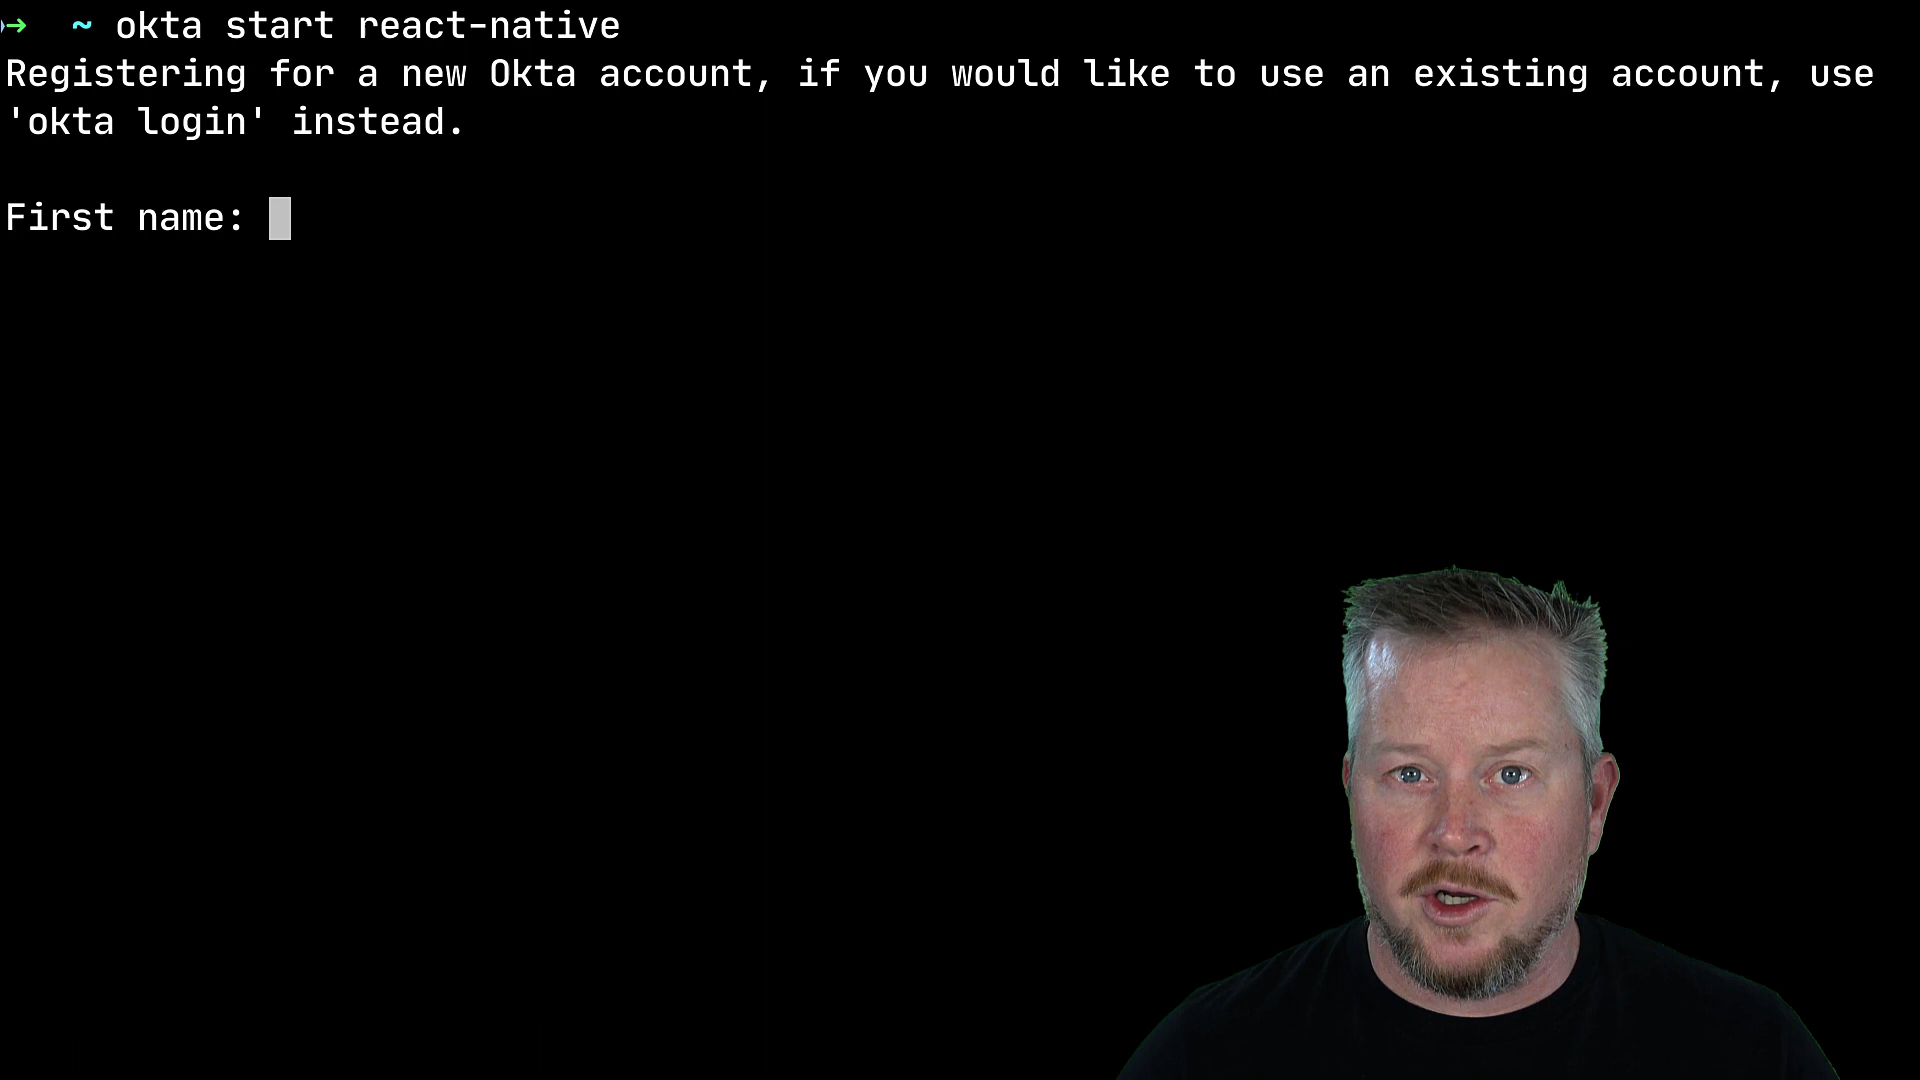 → ~ okta start react-native
Registering for a new Okta account, if you would like to use an existing account, use
'okta login' instead.
First name: